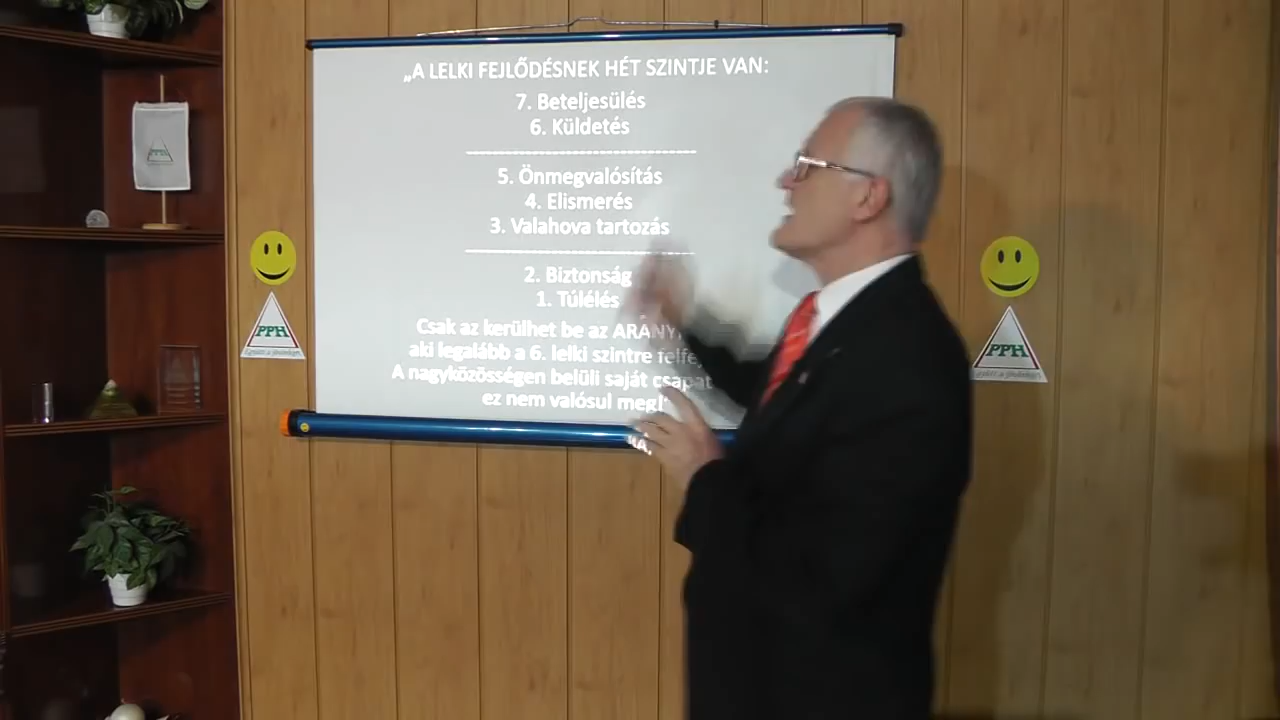 „A LELKI FEJLŐDÉSNEK HÉT SZINTJE VAN:
7. Beteljesülés
6. Küldetés
5. Önmegvalósítás
4. Elismerés
3. Valahova tartozás
2. Biztonság
1. Túlélés
Csak az kerülhet be az
aki legalább a 6. lelki szintre
A nagyközösségen belüli saját
ez nem valósul meg!"
PPH
PPH
PPH